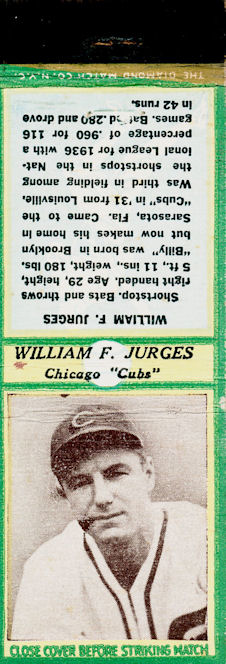 THE DIAMOND MATCH CO. N.Y.C.
WILLIAM F. JURGES
Shortstop. Bats and throws
right handed. Age 29, height,
5 ft., 11 ins., weight, 180 lbs.
"Billy" was born in Brooklyn
but now makes his home in
Sarasota, Fla. Came to the
"Cubs" in '31 from Louisville.
Was third in fielding among
the shortstops in the Nat-
ional League for 1936 with a
percentage of .960 for 116
games. Batted .280 and drove
in 42 runs.
WILLIAM F. JURGES
Chicago "Cubs"
CLOSE COVER BEFORE STRIKING MATCH